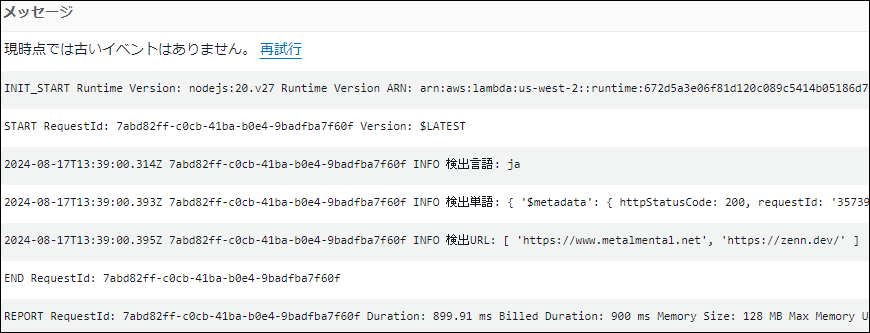 メッセージ
現時点では古いイベントはありません。 再試行
INIT_START Runtime Version: nodejs:20.v27 Runtime Version ARN: arn:aws:lambda:us-west-2::runtime:672d5a3e06f81d120c089c5414b05186d7
START RequestId: 7abd82ff-c0cb-41ba-b0e4-9badfba7f60f Version: $LATEST
2024-08-17T13:39:00.314Z 7abd82ff-c0cb-41ba-b0e4-9badfba7f60f INFO 検出言語: ja
2024-08-17T13:39:00.393Z 7abd82ff-c0cb-41ba-b0e4-9badfba7f60f INFO 検出単語: { '$metadata': { httpStatusCode: 200, requestId: '35739
2024-08-17T13:39:00.395Z 7abd82ff-c0cb-41ba-b0e4-9badfba7f60f INFO 検出URL: [ 'https://www.metalmental.net', 'https://zenn.dev/' ]
END RequestId: 7abd82ff-c0cb-41ba-b0e4-9badfba7f60f
REPORT RequestId: 7abd82ff-c0cb-41ba-b0e4-9badfba7f60f Duration: 899.91 ms Billed Duration: 900 ms Memory Size: 128 MB Max Memory U